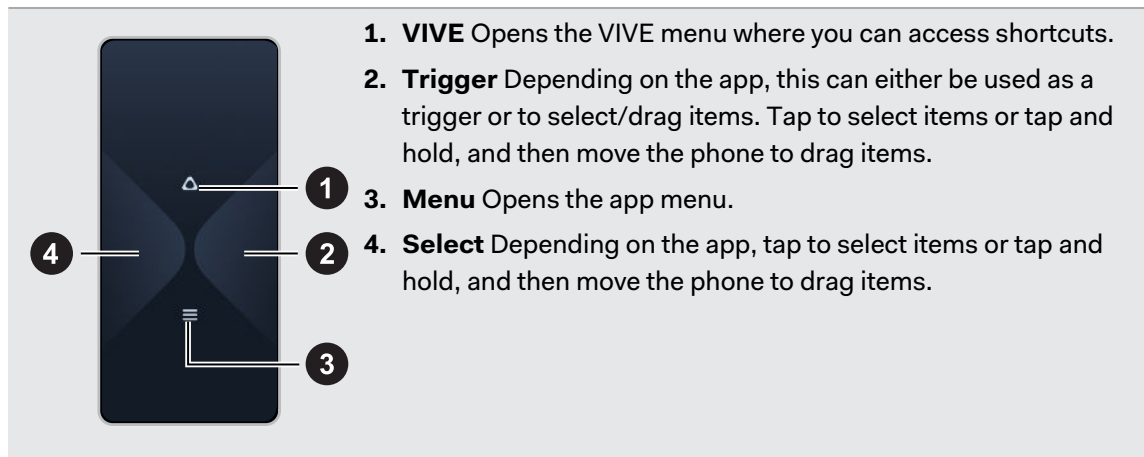 1. VIVE Opens the VIVE menu where you can access shortcuts.
2. Trigger Depending on the app, this can either be used as a
trigger or to select/drag items. Tap to select items or tap and
hold, and then move the phone to drag items.
3. Menu Opens the app menu.
4. Select Depending on the app, tap to select items or tap and
hold, and then move the phone to drag items.
1
4
2
3